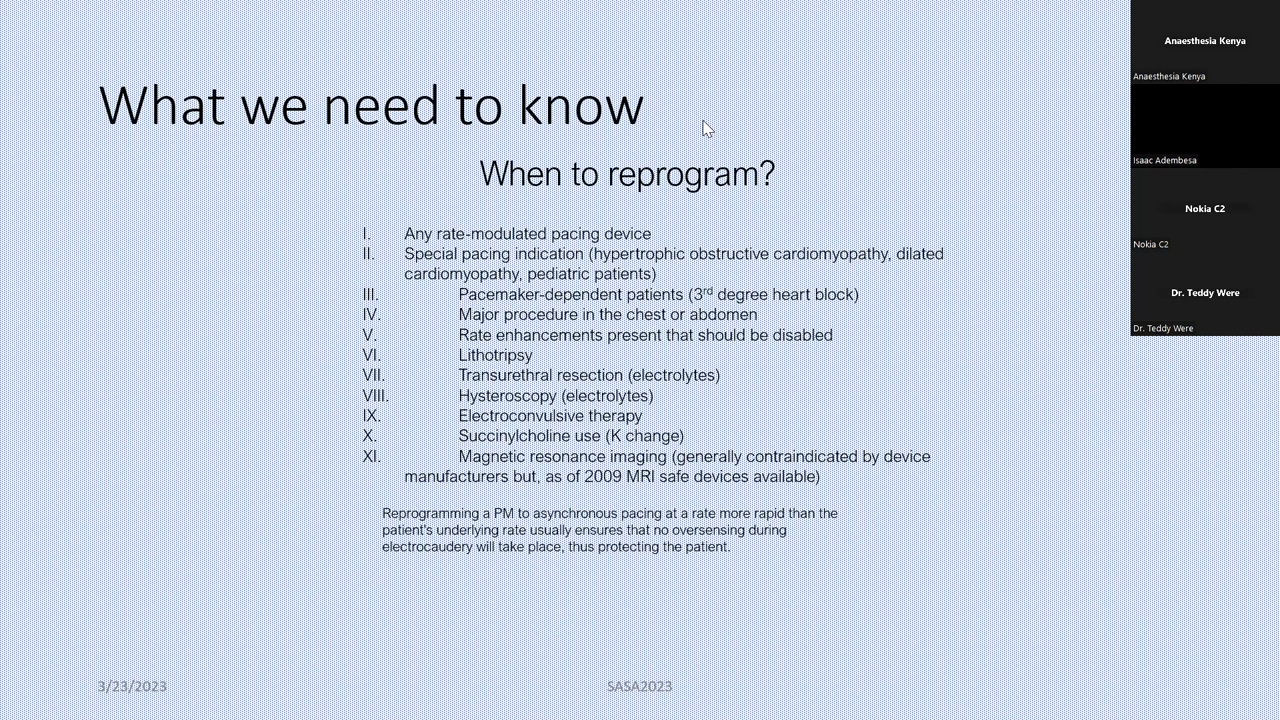 What we need to know
When to reprogram?
I. Any rate-modulated pacing device
II. Special pacing indication (hypertrophic obstructive cardiomyopathy, dilated
cardiomyopathy, pediatric patients)
III. Pacemaker-dependent patients (3rd degree heart block)
IV. Major procedure in the chest or abdomen
V. Rate enhancements present that should be disabled
VI. Lithotripsy
VII. Transurethral resection (electrolytes)
VIII. Hysteroscopy (electrolytes)
IX. Electroconvulsive therapy
X. Succinylcholine use (K change)
XI. Magnetic resonance imaging (generally contraindicated by device
manufacturers but, as of 2009 MRI safe devices available)
Reprogramming a PM to asynchronous pacing at a rate more rapid than the
patient's underlying rate usually ensures that no oversensing during
electrocaudery will take place, thus protecting the patient.
3/23/2023
SASA2023
Anaesthesia Kenya
Anaesthesia Kenya
Isaac Adembesa
Nokia C2
Nokia C2
Dr. Teddy Were
Dr. Teddy Were